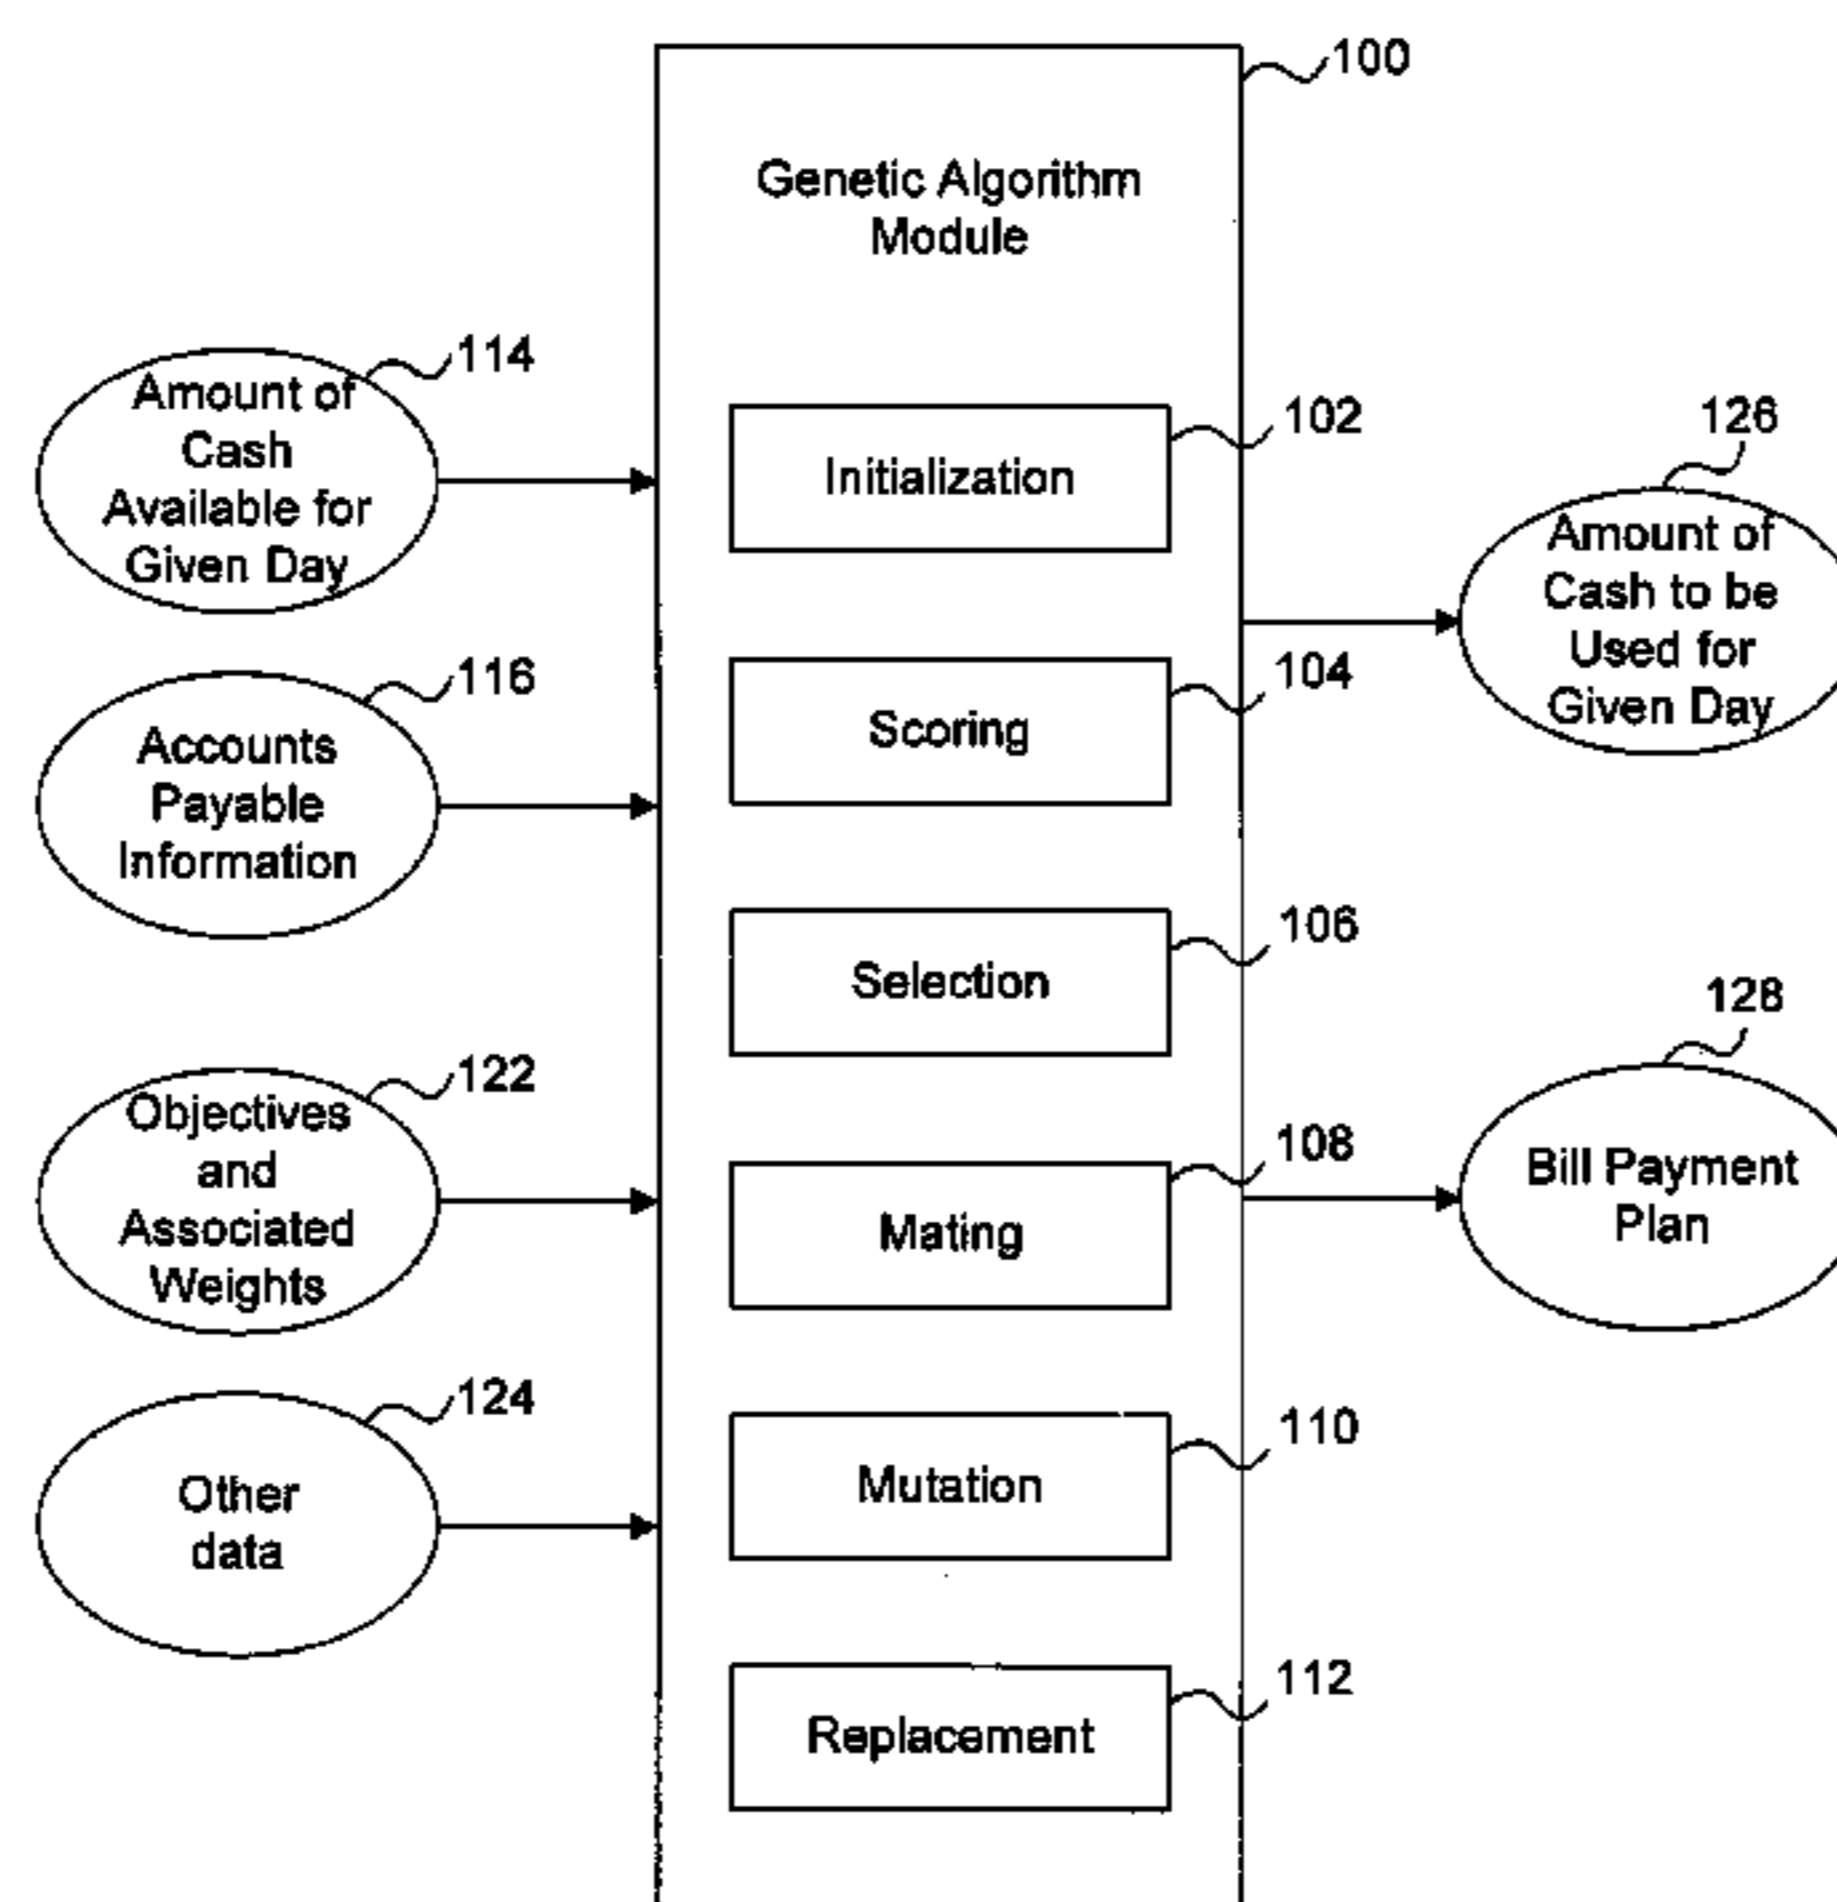 100
Genetic Algorithm
Module
114
Amount of
Cash
Available for
Given Day
116
Accounts
Payable
Information
122
Objectives
and
Associated
Weights
124
Other
data
102
Initialization
104
Scoring
106
Selection
108
Mating
110
Mutation
112
Replacement
126
Amount of
Cash to be
Used for
Given Day
128
Bill Payment
Plan